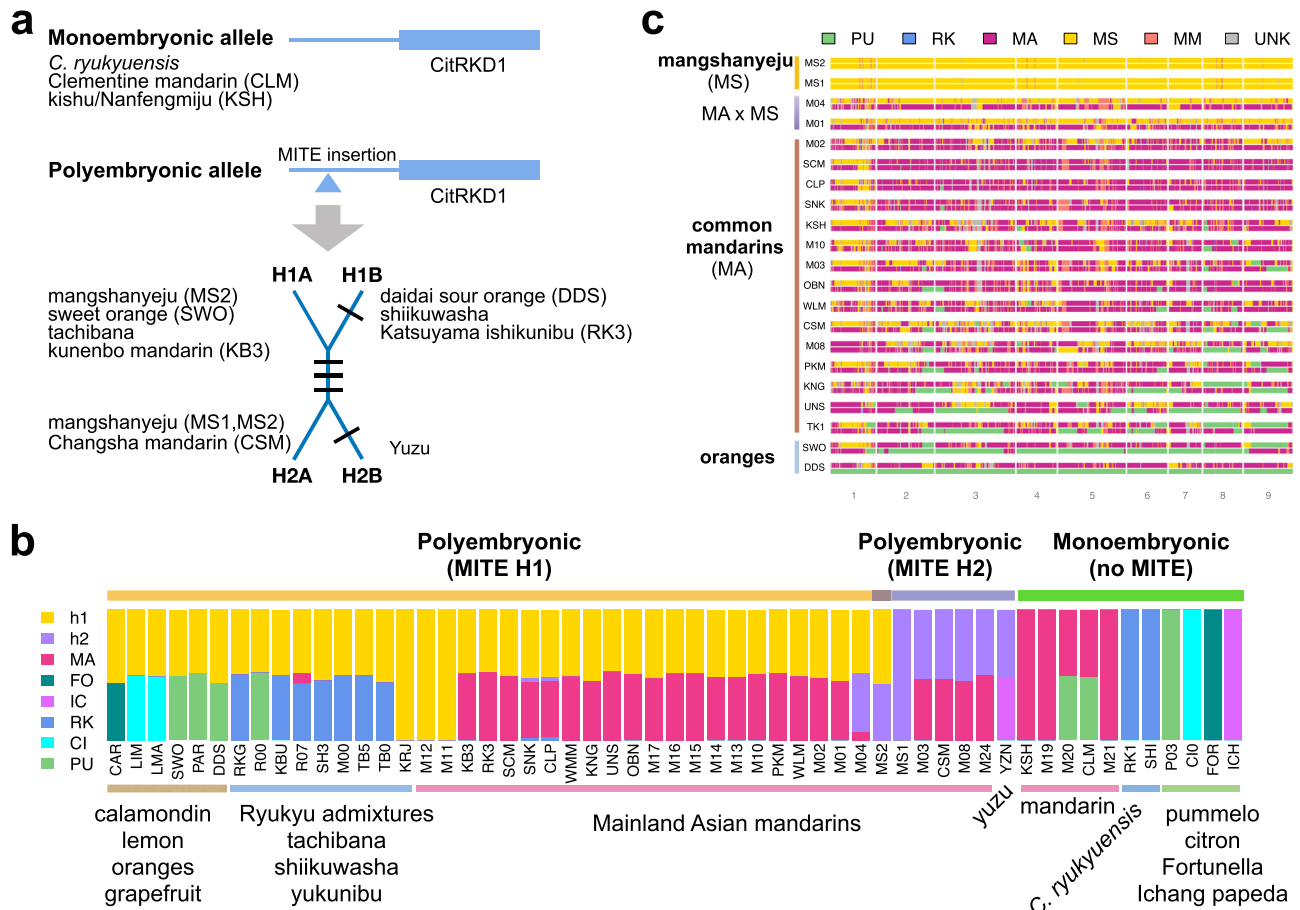 a
Monoembryonic allele
C. ryukyuensis
Clementine mandarin (CLM)
kishu/Nanfengmiju (KSH)
CitRKD1
MITE insertion
Polyembryonic allele
CitRKD1
H1A
H1B
mangshanyeju (MS2)
sweet orange (SWO)
tachibana
kunenbo mandarin (KB3)
daidai sour orange (DDS)
shiikuwasha
Katsuyama ishikunibu (RK3)
mangshanyeju (MS1,MS2)
Changsha mandarin (CSM)
Yuzu
H2A
H2B
c
PU
RK
MA
MS
MM
UNK
mangshanyeju
(MS)
MA x MS
common
mandarins
(MA)
oranges
MS2
MS1
M04
M01
M02
SCM
CLP
SNK
KSH
M10
M03
OBN
WLM
CSM
M08
PKM
KNG
UNS
TK1
SWO
DDS
1 2 3 4 5 6 7 8 9
b
Polyembryonic
(MITE H1)
Polyembryonic
(MITE H2)
Monoembryonic
(no MITE)
h1
h2
MA
FO
IC
RK
CI
PU
CAR LIM LMA SWO PAR DDS RKG R00 KBU R07 SH3 M00 TB5 TB0 KRJ M12 M11 KB3 RK3 SCM SNK CLP WMM KNG UNS OBN M17 M16 M15 M14 M13 M10 PKM WLM M02 M01 M04 MS2 MS1 M03 CSM M08 M24 YZN KSH M19 M20 CLM M21 RK1 SHI P03 CI0 FOR ICH
calamondin
lemon
oranges
grapefruit
Ryukyu admixtures
tachibana
shiikuwasha
yukunibu
Mainland Asian mandarins
yuzu
mandarin
C. ryukyuensis
pummelo
citron
Fortunella
Ichang papeda